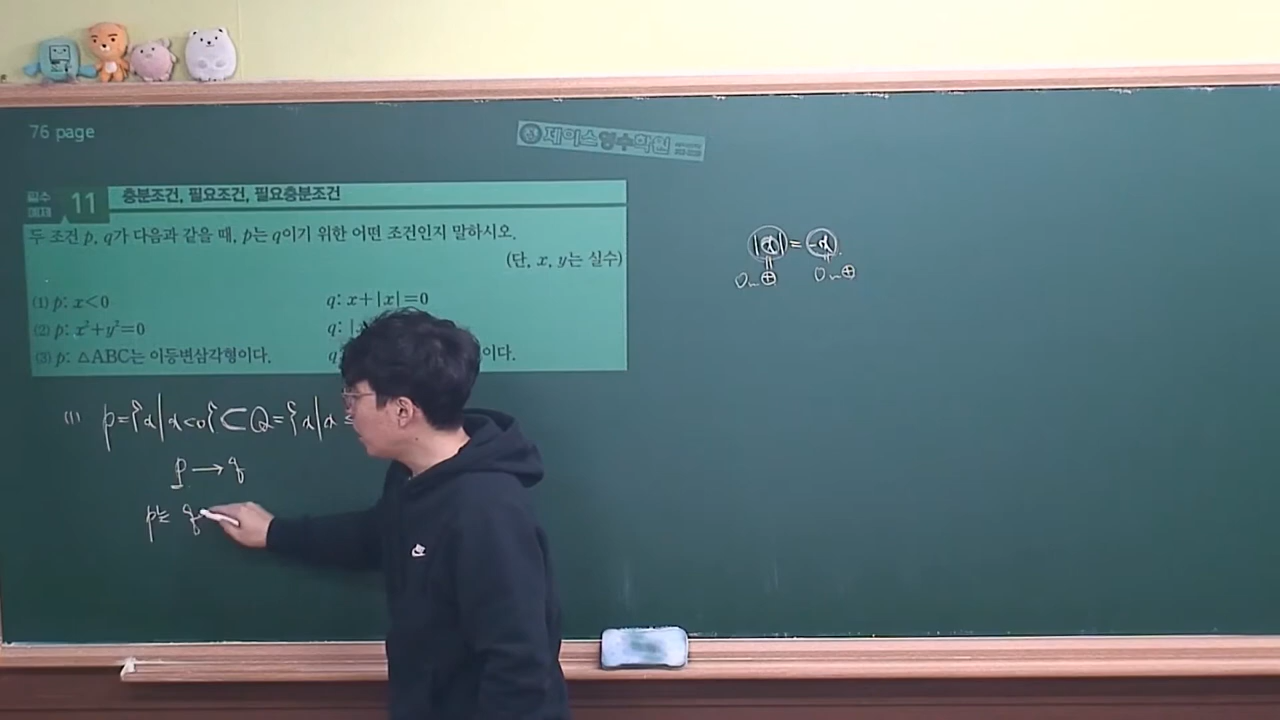 76 page
제이스영수학원
필수
예제 11 충분조건, 필요조건, 필요충분조건
두 조건 p, q가 다음과 같을 때, p는 q이기 위한 어떤 조건인지 말하시오.
(단, x, y는 실수)
(1) p: x<0 q: x+|x|=0
(2) p: x²+y²=0 q:
(3) p: △ABC는 이등변삼각형이다. q: 이다.
|x|=-x.
0 or ⊕ 0 or ⊕
(1) P={x|x<0}⊂Q={x|x≤
p→q
p는 q